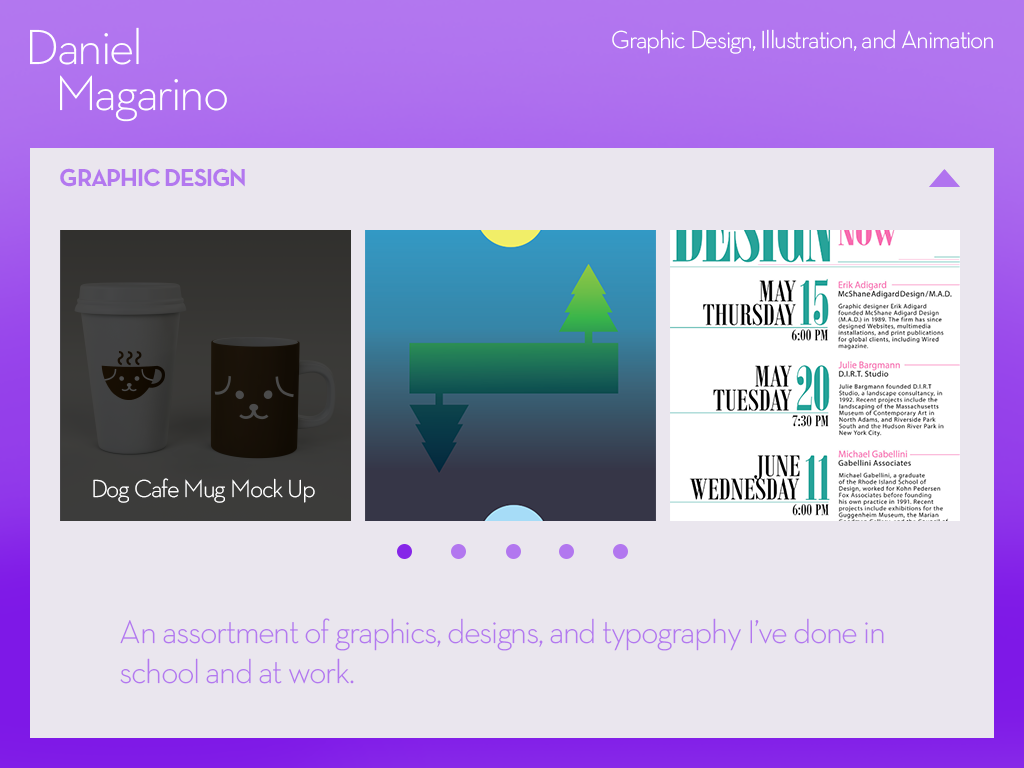 Daniel
Magarino
Graphic Design, Illustration, and Animation
GRAPHIC DESIGN
Dog Cafe Mug Mock Up
DESIGN NOW
MAY
THURSDAY 15
6:00 PM
Erik Adigard
McShaneAdigardDesign/M.A.D.
Graphic designer Erik Adigard
founded McShane Adigard Design
(M.A.D.) in 1989. The firm has since
designed Websites, multimedia
installations, and print publications
for global clients, including Wired
magazine.
MAY
TUESDAY 20
7:30 PM
Julie Bargmann
D.I.R.T. Studio
Julie Bargmann founded D.I.R.T
Studio, a landscape consultancy, in
1992. Recent projects include the
landscaping of the Massachusetts
Museum of Contemporary Art in
North Adams, and Riverside Park
South and the Hudson River Park in
New York City.
JUNE
WEDNESDAY 11
6:00 PM
Michael Gabellini
Gabellini Associates
Michael Gabellini, a graduate
of the Rhode Island School of
Design, worked for Kohn Pedersen
Fox Associates before founding
his own practice in 1991. Recent
projects include exhibitions for the
Guggenheim Museum, the Marian
An assortment of graphics, designs, and typography I've done in
school and at work.